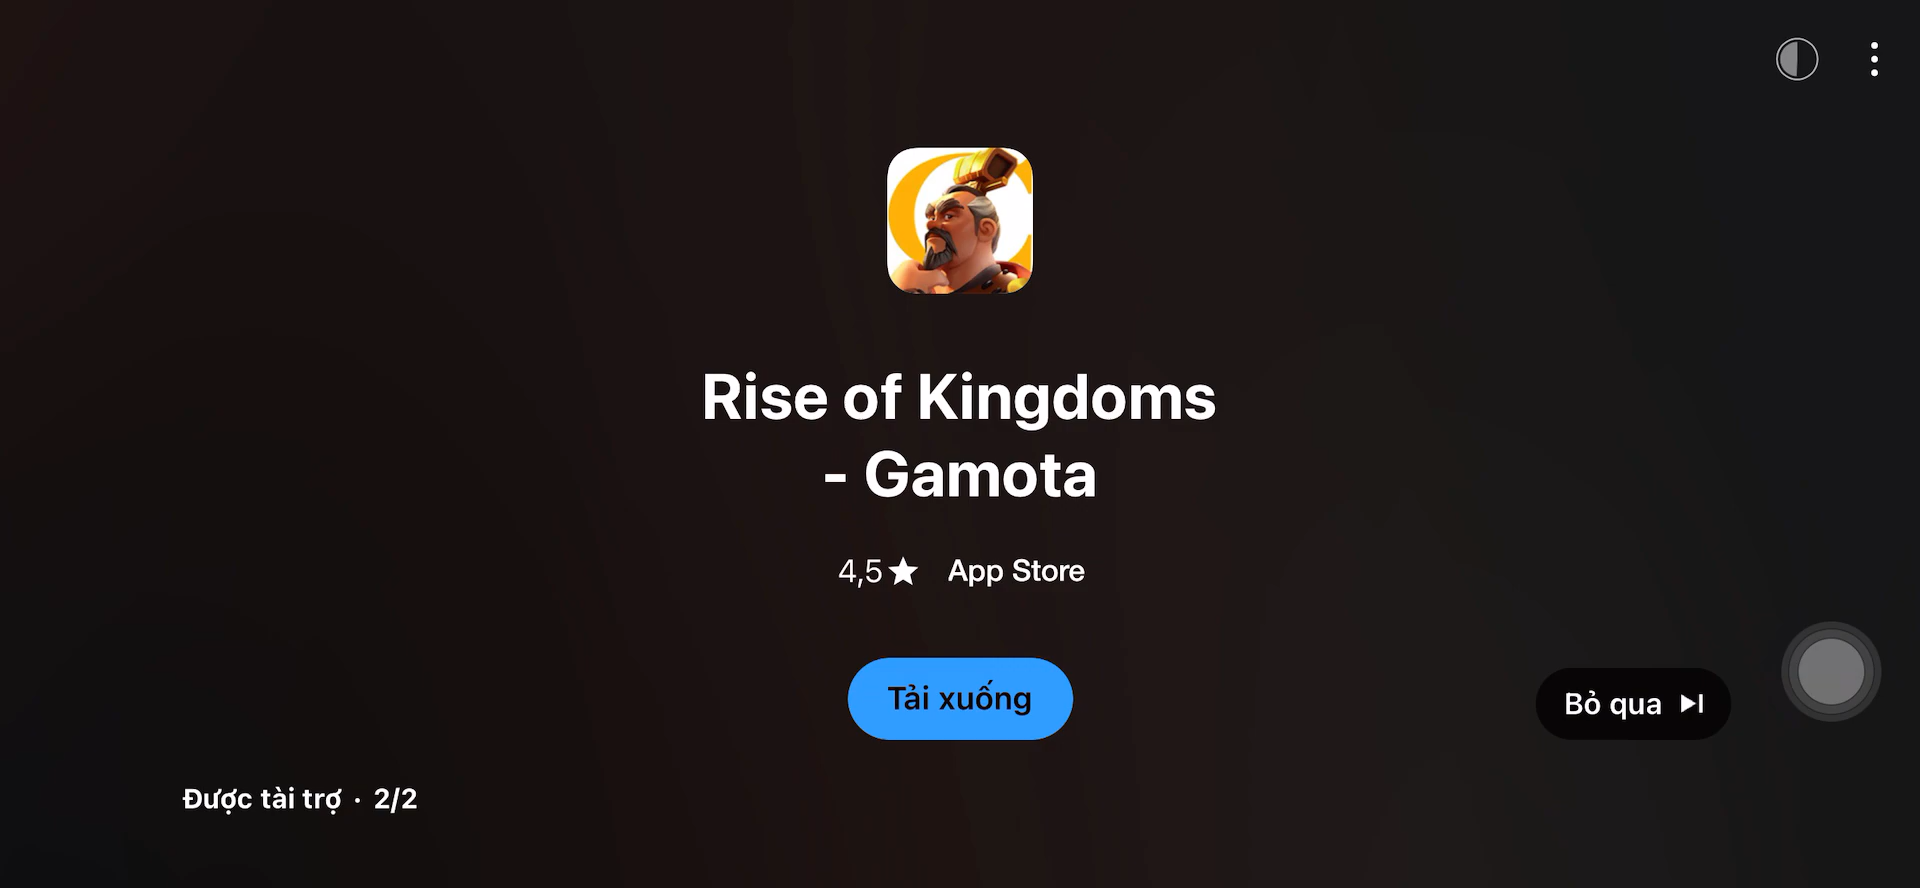 Rise of Kingdoms
- Gamota
4,5★ App Store
Tải xuống
Bỏ qua
Được tài trợ · 2/2